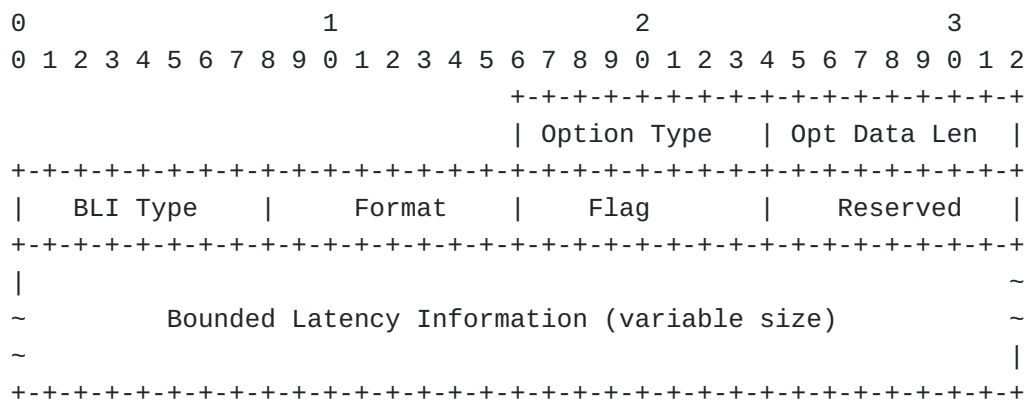 0                   1                   2                   3
0 1 2 3 4 5 6 7 8 9 0 1 2 3 4 5 6 7 8 9 0 1 2 3 4 5 6 7 8 9 0 1 2
                                +-+-+-+-+-+-+-+-+-+-+-+-+-+-+-+-+
                                | Option Type   | Opt Data Len  |
+-+-+-+-+-+-+-+-+-+-+-+-+-+-+-+-+-+-+-+-+-+-+-+-+-+-+-+-+-+-+-+-+
|   BLI Type    |     Format    |    Flag       |    Reserved   |
+-+-+-+-+-+-+-+-+-+-+-+-+-+-+-+-+-+-+-+-+-+-+-+-+-+-+-+-+-+-+-+-+
|                                                               ~
~         Bounded Latency Information (variable size)           ~
~                                                               |
+-+-+-+-+-+-+-+-+-+-+-+-+-+-+-+-+-+-+-+-+-+-+-+-+-+-+-+-+-+-+-+-+